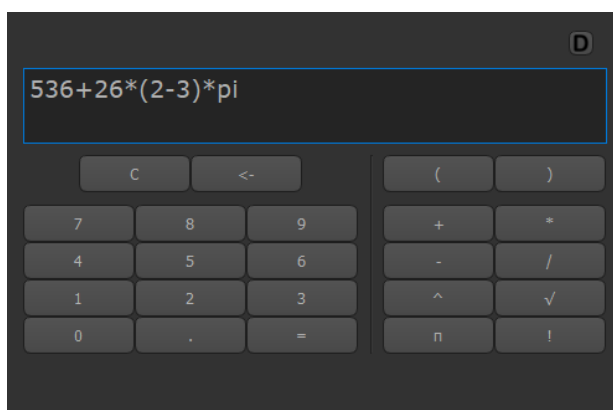 D
536+26*(2-3)*pi
C <- ( )
7 8 9 + *
4 5 6 - /
1 2 3 ^ √
0 . = п !